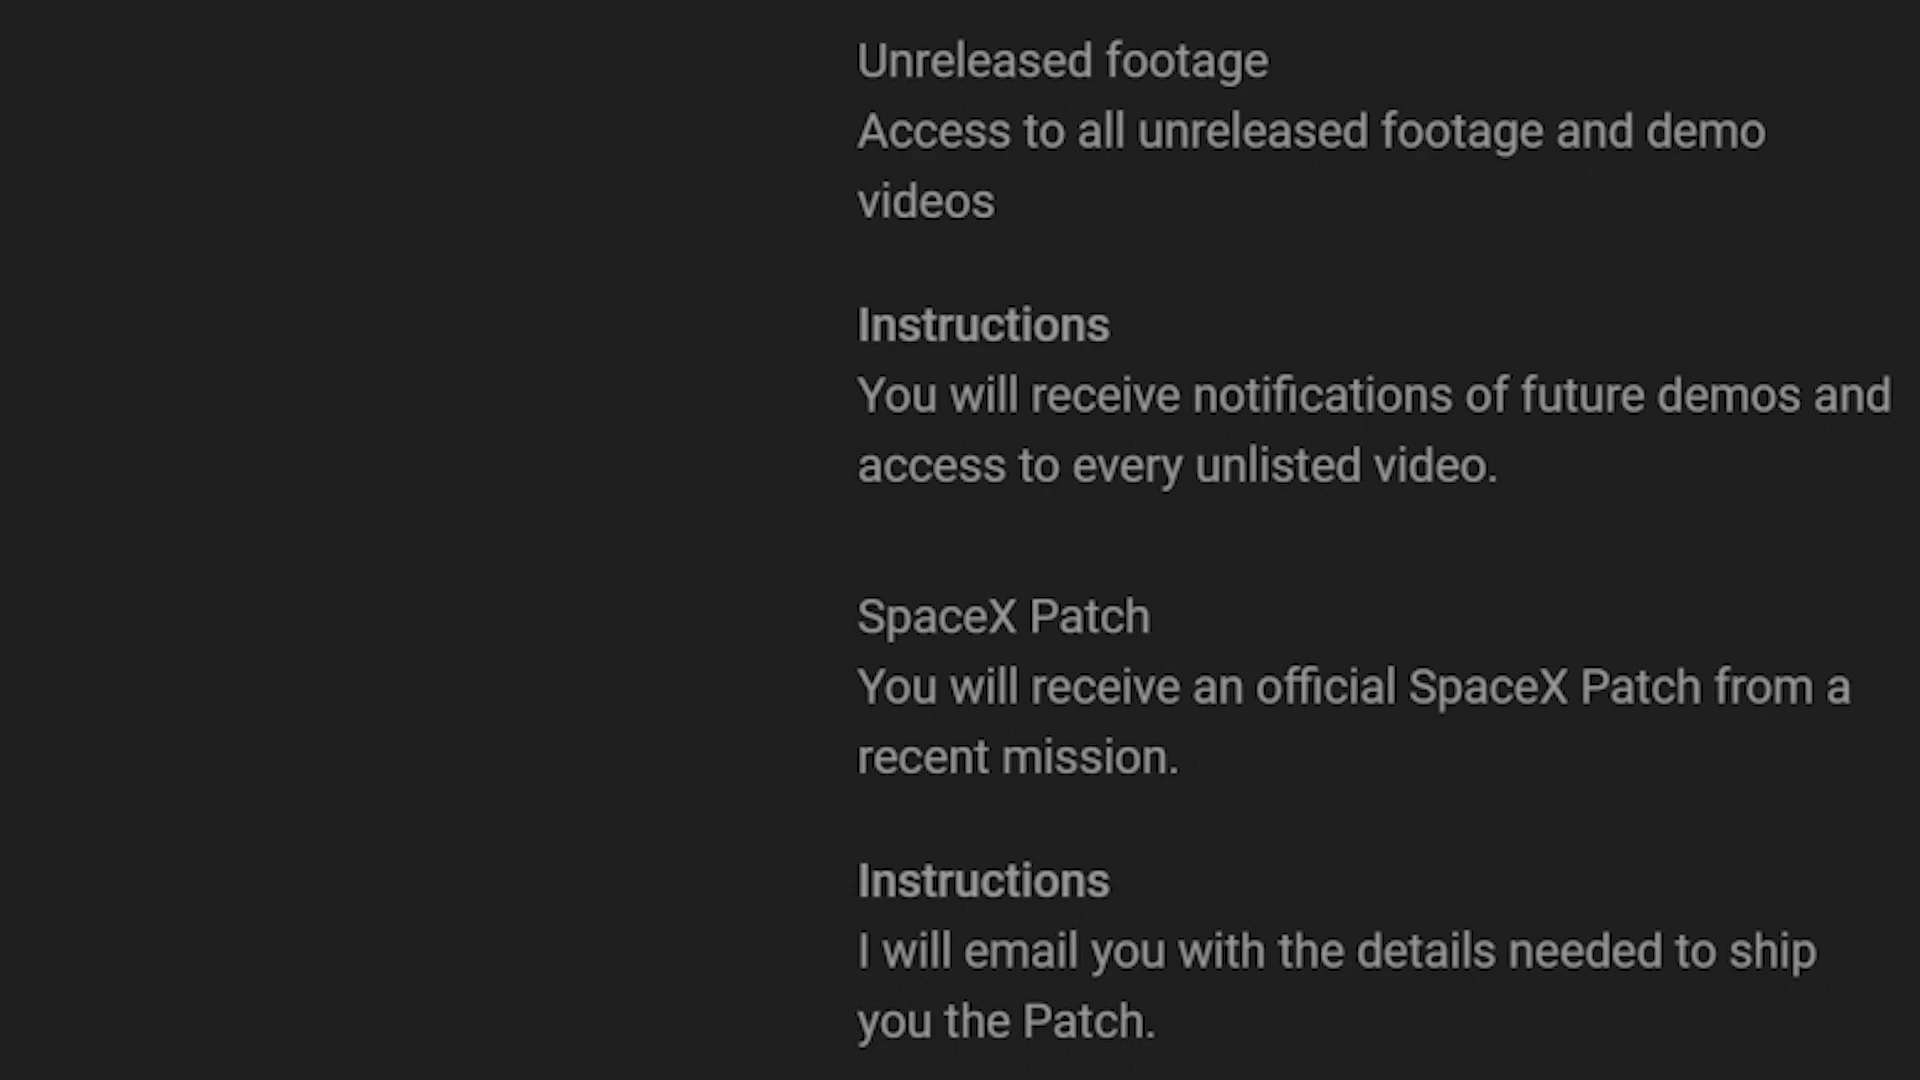 Unreleased footage
Access to all unreleased footage and demo
videos
Instructions
You will receive notifications of future demos and
access to every unlisted video.
SpaceX Patch
You will receive an official SpaceX Patch from a
recent mission.
Instructions
I will email you with the details needed to ship
you the Patch.